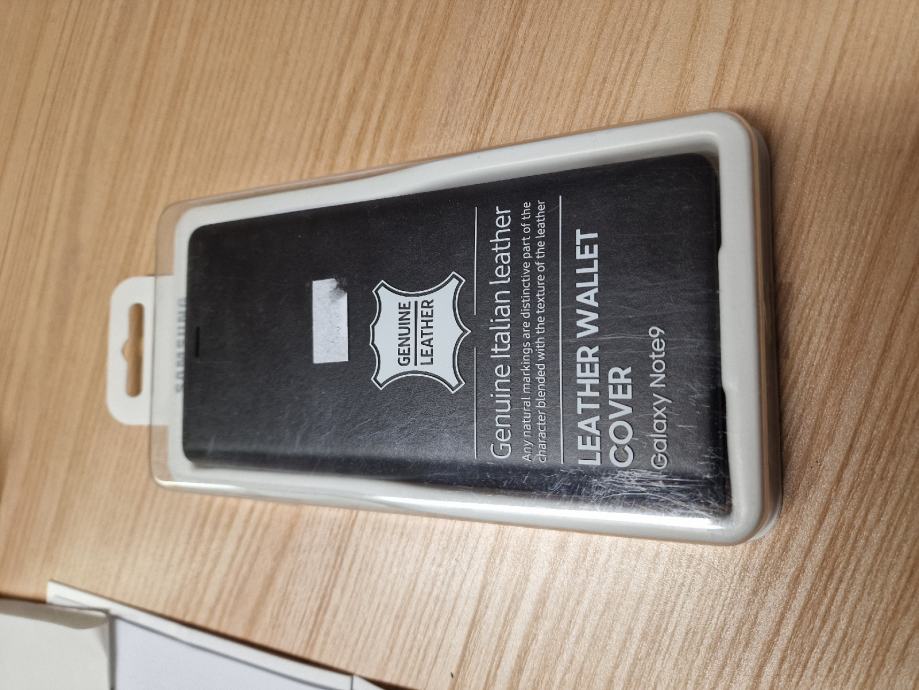 SAMSUNG
GENUINE
LEATHER
Genuine Italian leather
Any natural markings are distinctive part of the
character blended with the texture of the leather
LEATHER WALLET
COVER
Galaxy Note9